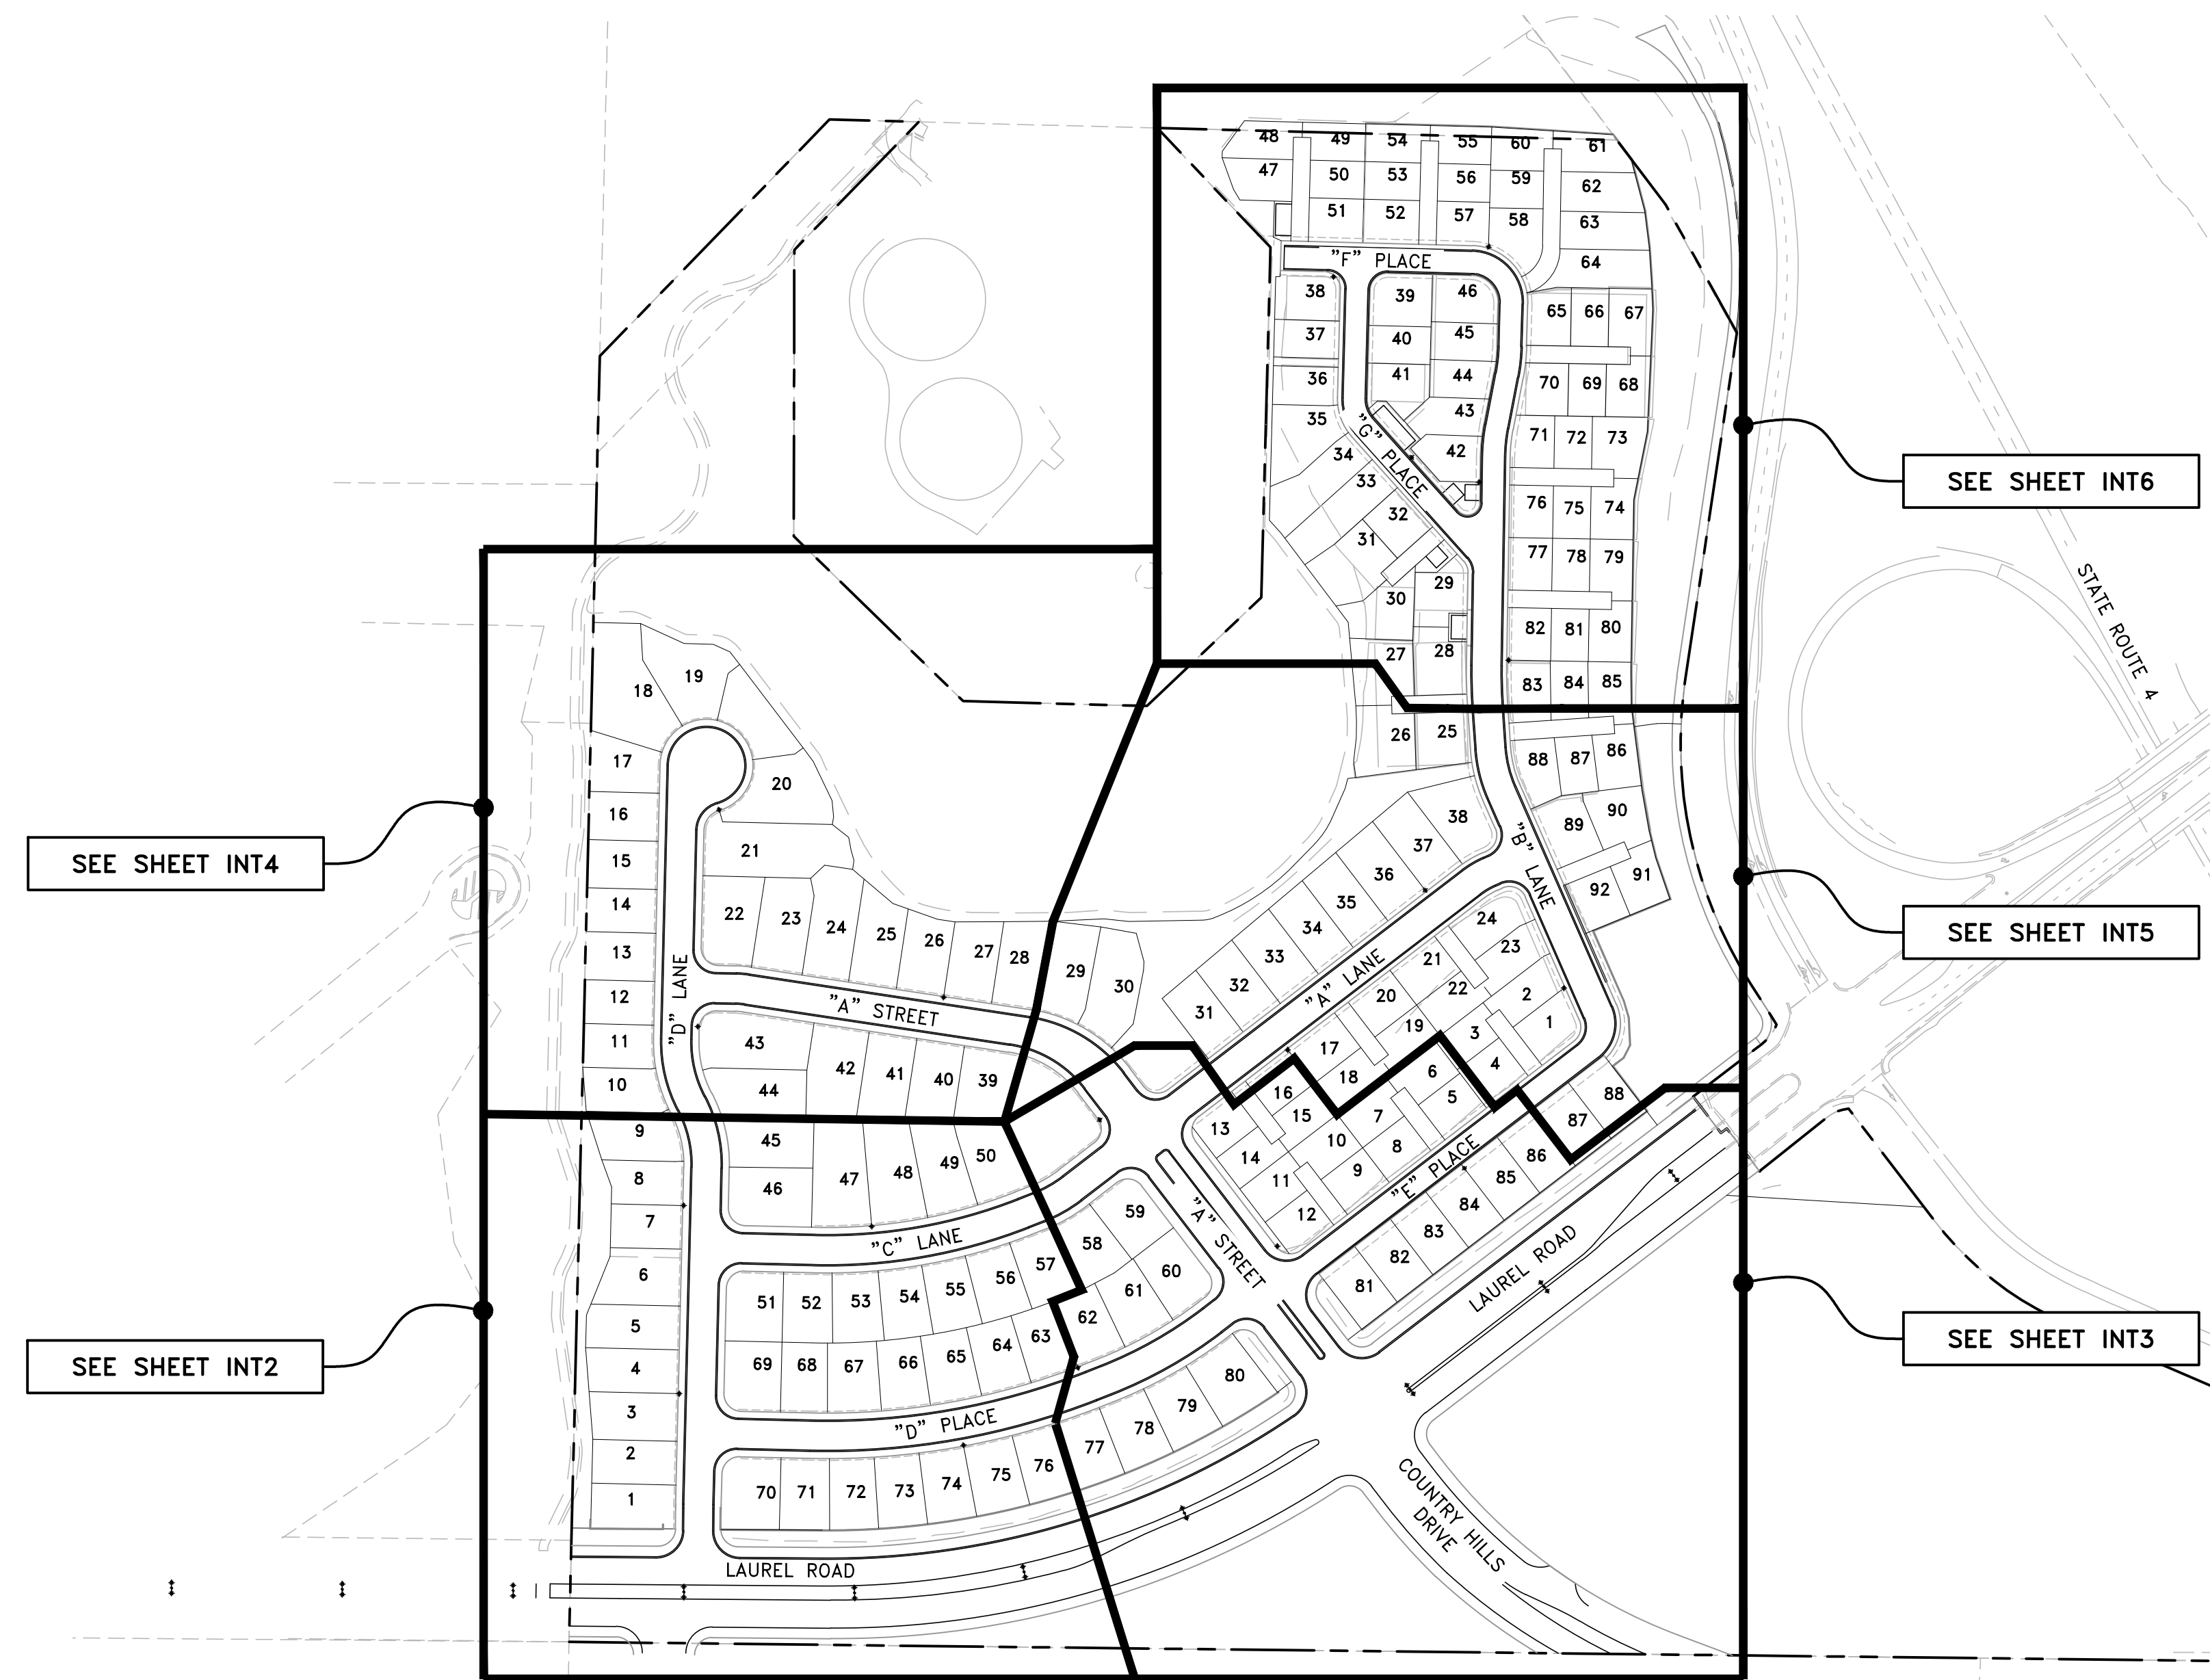 48 49 54 55 60 61
47 50 53 56 59 62
51 52 57 58 63
"F" PLACE 64
38 39 46 65 66 67
37 40 45
36 41 44 70 69 68
35 43 71 72 73
"G" PLACE
34 42
33 76 75 74
32
31 77 78 79
30 29
82 81 80
27 28
83 84 85
26 25 88 87 86
SEE SHEET INT6
STATE ROUTE 4
19
18
17
20
16
15 21
14 22 23 24 25 26 27 28 29 30
13
12
11
10
"D" LANE
"A" STREET
43 42 41 40 39
44
SEE SHEET INT4
38
37
36
35
34
33
32
31
"B" LANE
89 90
92 91
"A" LANE
24
21 23
20 22 2
19 3 1
17 4
18 6
16 5
15 7
13 10 8
14 9
11
12
SEE SHEET INT5
9
8
7
6
5
4
3
2
1
45
46 47 48 49 50
"C" LANE
51 52 53 54 55 56 57 58 59
60
61
62
69 68 67 66 65 64 63
"D" PLACE
70 71 72 73 74 75 76 77 78 79 80
LAUREL ROAD
SEE SHEET INT2
"A" STREET
"E" PLACE
81 82 83 84 85 86 87 88
LAUREL ROAD
SEE SHEET INT3
COUNTRY HILLS
DRIVE